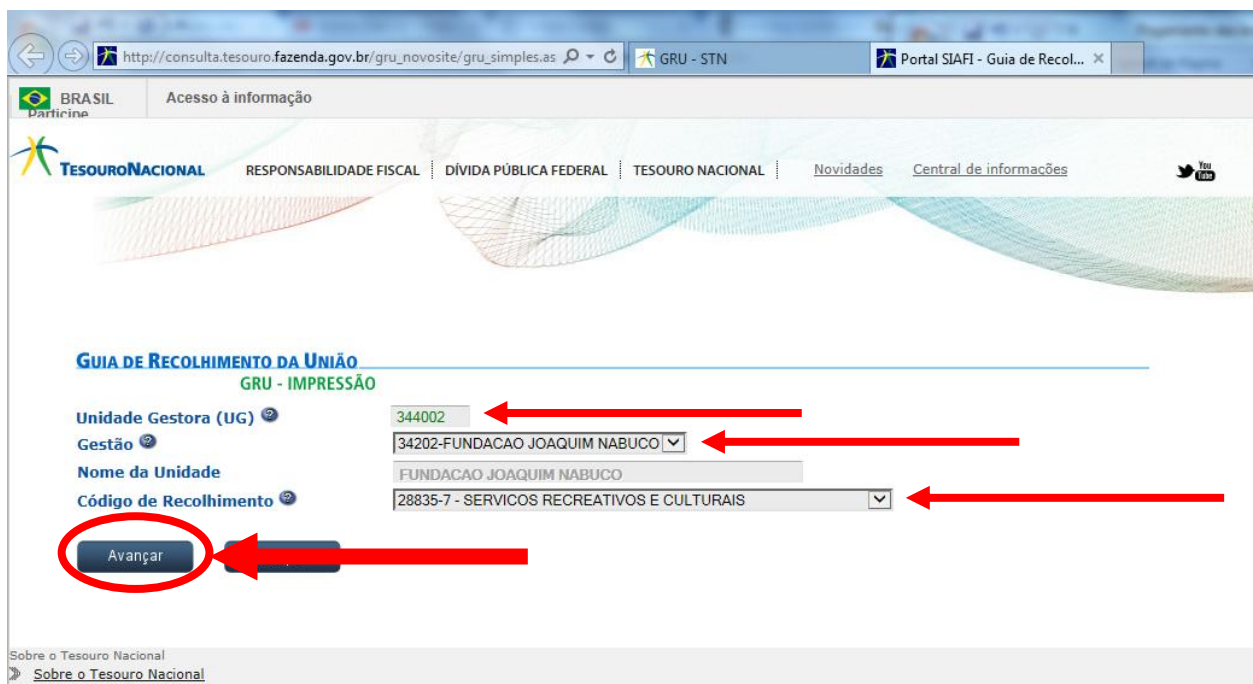 http://consulta.tesouro.fazenda.gov.br/gru_novosite/gru_simples.as
GRU - STN
Portal SIAFI - Guia de Recol...
BRASIL
Acesso à informação
Participe
TESOURONACIONAL
RESPONSABILIDADE FISCAL
DÍVIDA PÚBLICA FEDERAL
TESOURO NACIONAL
Novidades
Central de informações
You Tube
GUIA DE RECOLHIMENTO DA UNIÃO
GRU - IMPRESSÃO
Unidade Gestora (UG) 344002
Gestão 34202-FUNDACAO JOAQUIM NABUCO
Nome da Unidade FUNDACAO JOAQUIM NABUCO
Código de Recolhimento 28835-7 - SERVICOS RECREATIVOS E CULTURAIS
Avançar
Sobre o Tesouro Nacional
Sobre o Tesouro Nacional